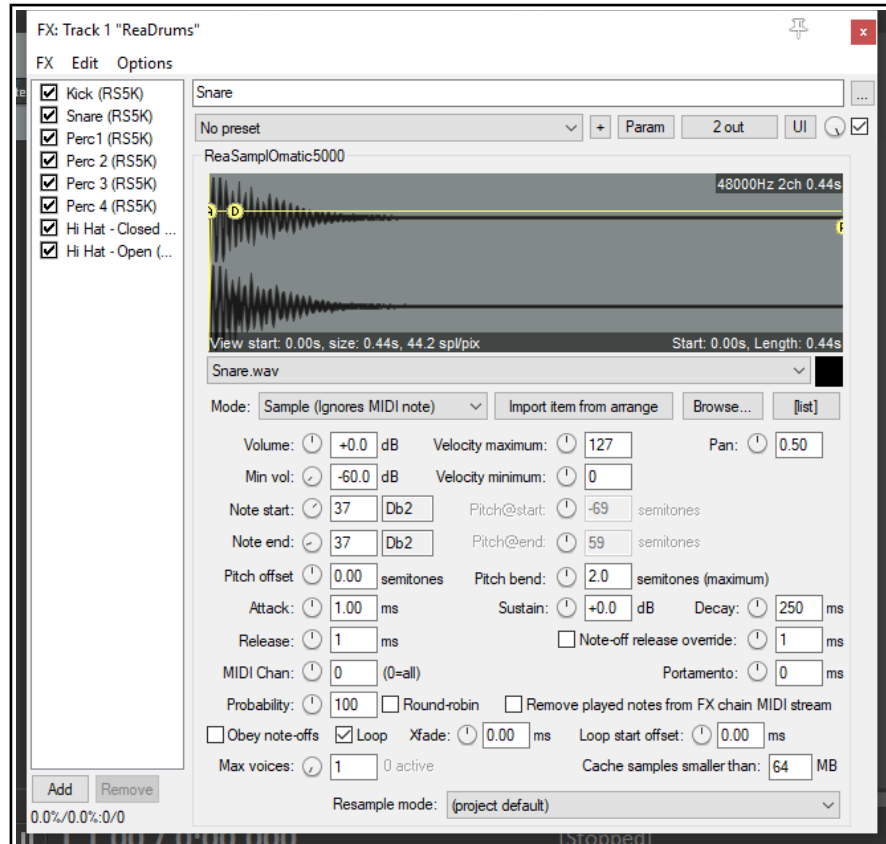 FX: Track 1 "ReaDrums"
x
FX Edit Options
Kick (RS5K)
Snare (RS5K)
Perc1 (RS5K)
Perc 2 (RS5K)
Perc 3 (RS5K)
Perc 4 (RS5K)
Hi Hat - Closed ...
Hi Hat - Open (...
Snare
...
No preset + Param 2 out UI
ReaSamplOmatic5000
48000Hz 2ch 0.44s
A D R
View start: 0.00s, size: 0.44s, 44.2 spl/pix Start: 0.00s, Length: 0.44s
Snare.wav
Mode: Sample (Ignores MIDI note) Import item from arrange Browse... [list]
Volume: +0.0 dB Velocity maximum: 127 Pan: 0.50
Min vol: -60.0 dB Velocity minimum: 0
Note start: 37 Db2 Pitch@start: -69 semitones
Note end: 37 Db2 Pitch@end: 59 semitones
Pitch offset 0.00 semitones Pitch bend: 2.0 semitones (maximum)
Attack: 1.00 ms Sustain: +0.0 dB Decay: 250 ms
Release: 1 ms Note-off release override: 1 ms
MIDI Chan: 0 (0=all) Portamento: 0 ms
Probability: 100 Round-robin Remove played notes from FX chain MIDI stream
Obey note-offs Loop Xfade: 0.00 ms Loop start offset: 0.00 ms
Max voices: 1 0 active Cache samples smaller than: 64 MB
Resample mode: (project default)
Add Remove
0.0%/0.0%:0/0
[Stopped]